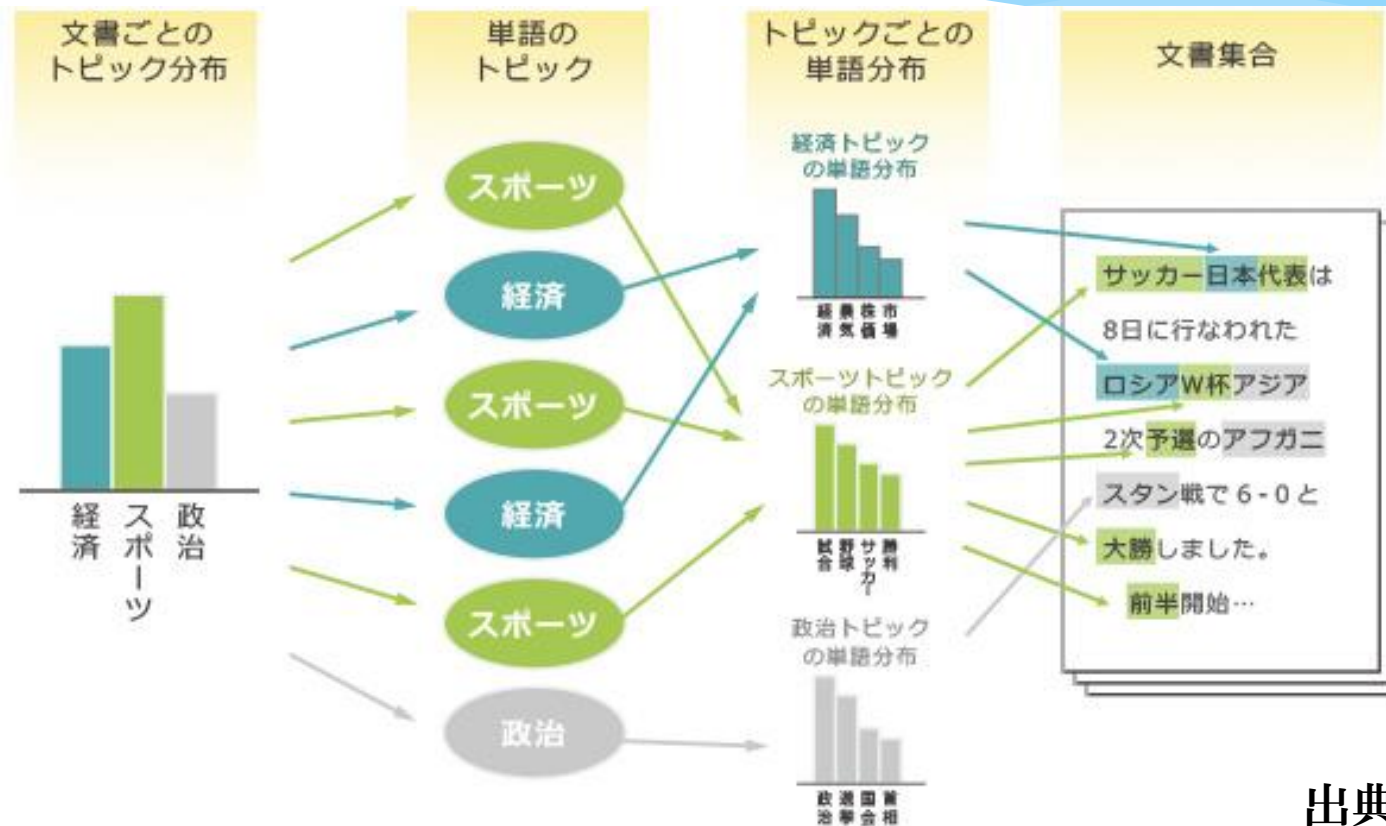 文書ごとの
トピック分布
経済
スポーツ
政治
単語の
トピック
スポーツ
経済
スポーツ
経済
スポーツ
政治
トピックごとの
単語分布
経済トピック
の単語分布
経済
景気
株価
市場
スポーツトピック
の単語分布
試合
野球
サッカー
勝利
政治トピック
の単語分布
政治
選挙
国会
首相
文書集合
サッカー日本代表は
8日に行なわれた
ロシアW杯アジア
2次予選のアフガニ
スタン戦で6-0と
大勝しました。
前半開始…
出典